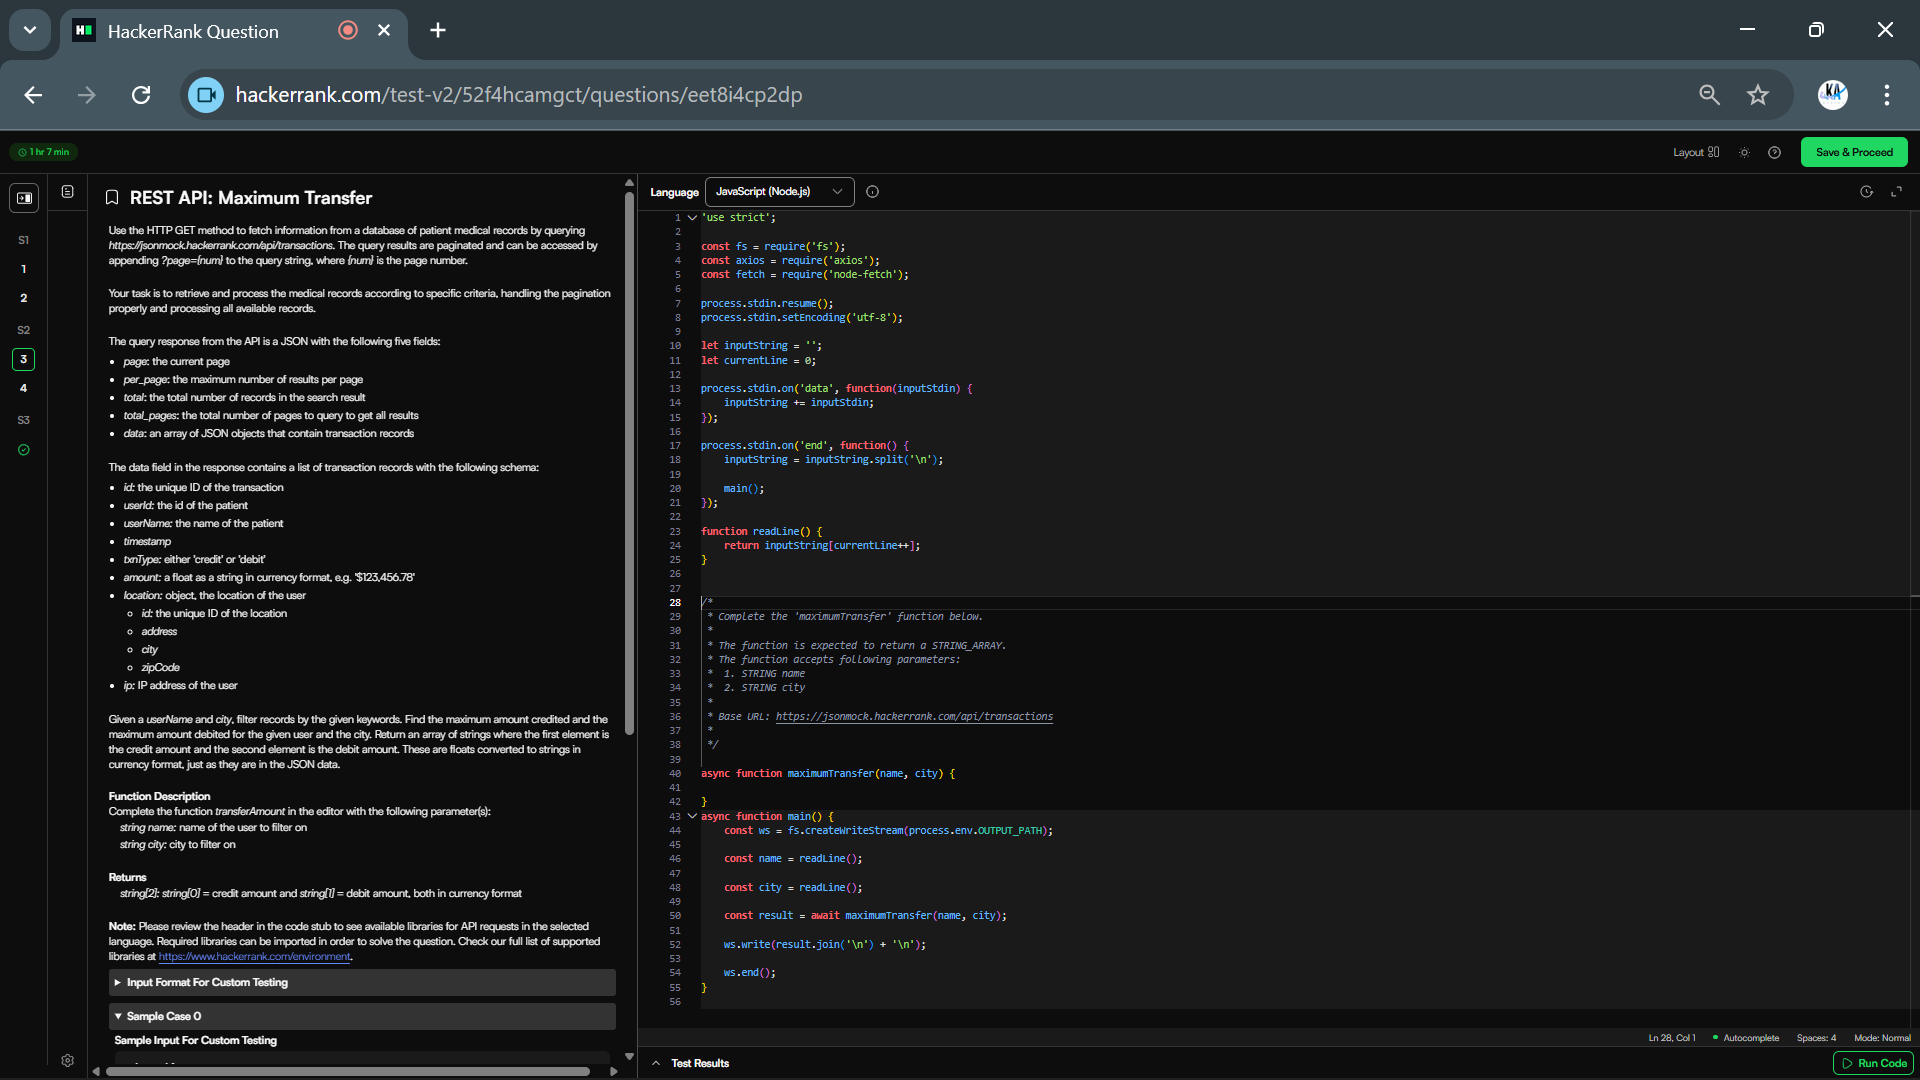 HackerRank Question
hackerrank.com/test-v2/52f4hcamgct/questions/eet8i4cp2dp
KA
1 hr 7 min
Layout
Save & Proceed
S1
1
2
S2
3
4
S3
REST API: Maximum Transfer
Use the HTTP GET method to fetch information from a database of patient medical records by querying
https://jsonmock.hackerrank.com/api/transactions. The query results are paginated and can be accessed by
appending ?page={num} to the query string, where {num} is the page number.
Your task is to retrieve and process the medical records according to specific criteria, handling the pagination
properly and processing all available records.
The query response from the API is a JSON with the following five fields:
• page: the current page
• per_page: the maximum number of results per page
• total: the total number of records in the search result
• total_pages: the total number of pages to query to get all results
• data: an array of JSON objects that contain transaction records
The data field in the response contains a list of transaction records with the following schema:
• id: the unique ID of the transaction
• userId: the id of the patient
• userName: the name of the patient
• timestamp
• txnType: either 'credit' or 'debit'
• amount: a float as a string in currency format, e.g. '$123,456.78'
• location: object, the location of the user
id: the unique ID of the location
address
city
zipCode
• ip: IP address of the user
Given a userName and city, filter records by the given keywords. Find the maximum amount credited and the
maximum amount debited for the given user and the city. Return an array of strings where the first element is
the credit amount and the second element is the debit amount. These are floats converted to strings in
currency format, just as they are in the JSON data.
Function Description
Complete the function transferAmount in the editor with the following parameter(s):
string name: name of the user to filter on
string city: city to filter on
Returns
string[2]: string[0] = credit amount and string[1] = debit amount, both in currency format
Note: Please review the header in the code stub to see available libraries for API requests in the selected
language. Required libraries can be imported in order to solve the question. Check our full list of supported
libraries at https://www.hackerrank.com/environment.
Input Format For Custom Testing
Sample Case 0
Sample Input For Custom Testing
Language
JavaScript (Node.js)
1 'use strict';
2
3 const fs = require('fs');
4 const axios = require('axios');
5 const fetch = require('node-fetch');
6
7 process.stdin.resume();
8 process.stdin.setEncoding('utf-8');
9
10 let inputString = '';
11 let currentLine = 0;
12
13 process.stdin.on('data', function(inputStdin) {
14 inputString += inputStdin;
15 });
16
17 process.stdin.on('end', function() {
18 inputString = inputString.split('\n');
19
20 main();
21 });
22
23 function readLine() {
24 return inputString[currentLine++];
25 }
26
27
28 /*
29 * Complete the 'maximumTransfer' function below.
30 *
31 * The function is expected to return a STRING_ARRAY.
32 * The function accepts following parameters:
33 * 1. STRING name
34 * 2. STRING city
35 *
36 * Base URL: https://jsonmock.hackerrank.com/api/transactions
37 *
38 */
39
40 async function maximumTransfer(name, city) {
41
42 }
43 async function main() {
44 const ws = fs.createWriteStream(process.env.OUTPUT_PATH);
45
46 const name = readLine();
47
48 const city = readLine();
49
50 const result = await maximumTransfer(name, city);
51
52 ws.write(result.join('\n') + '\n');
53
54 ws.end();
55 }
56
Ln 28, Col 1
Autocomplete
Spaces: 4
Mode: Normal
Test Results
Run Code